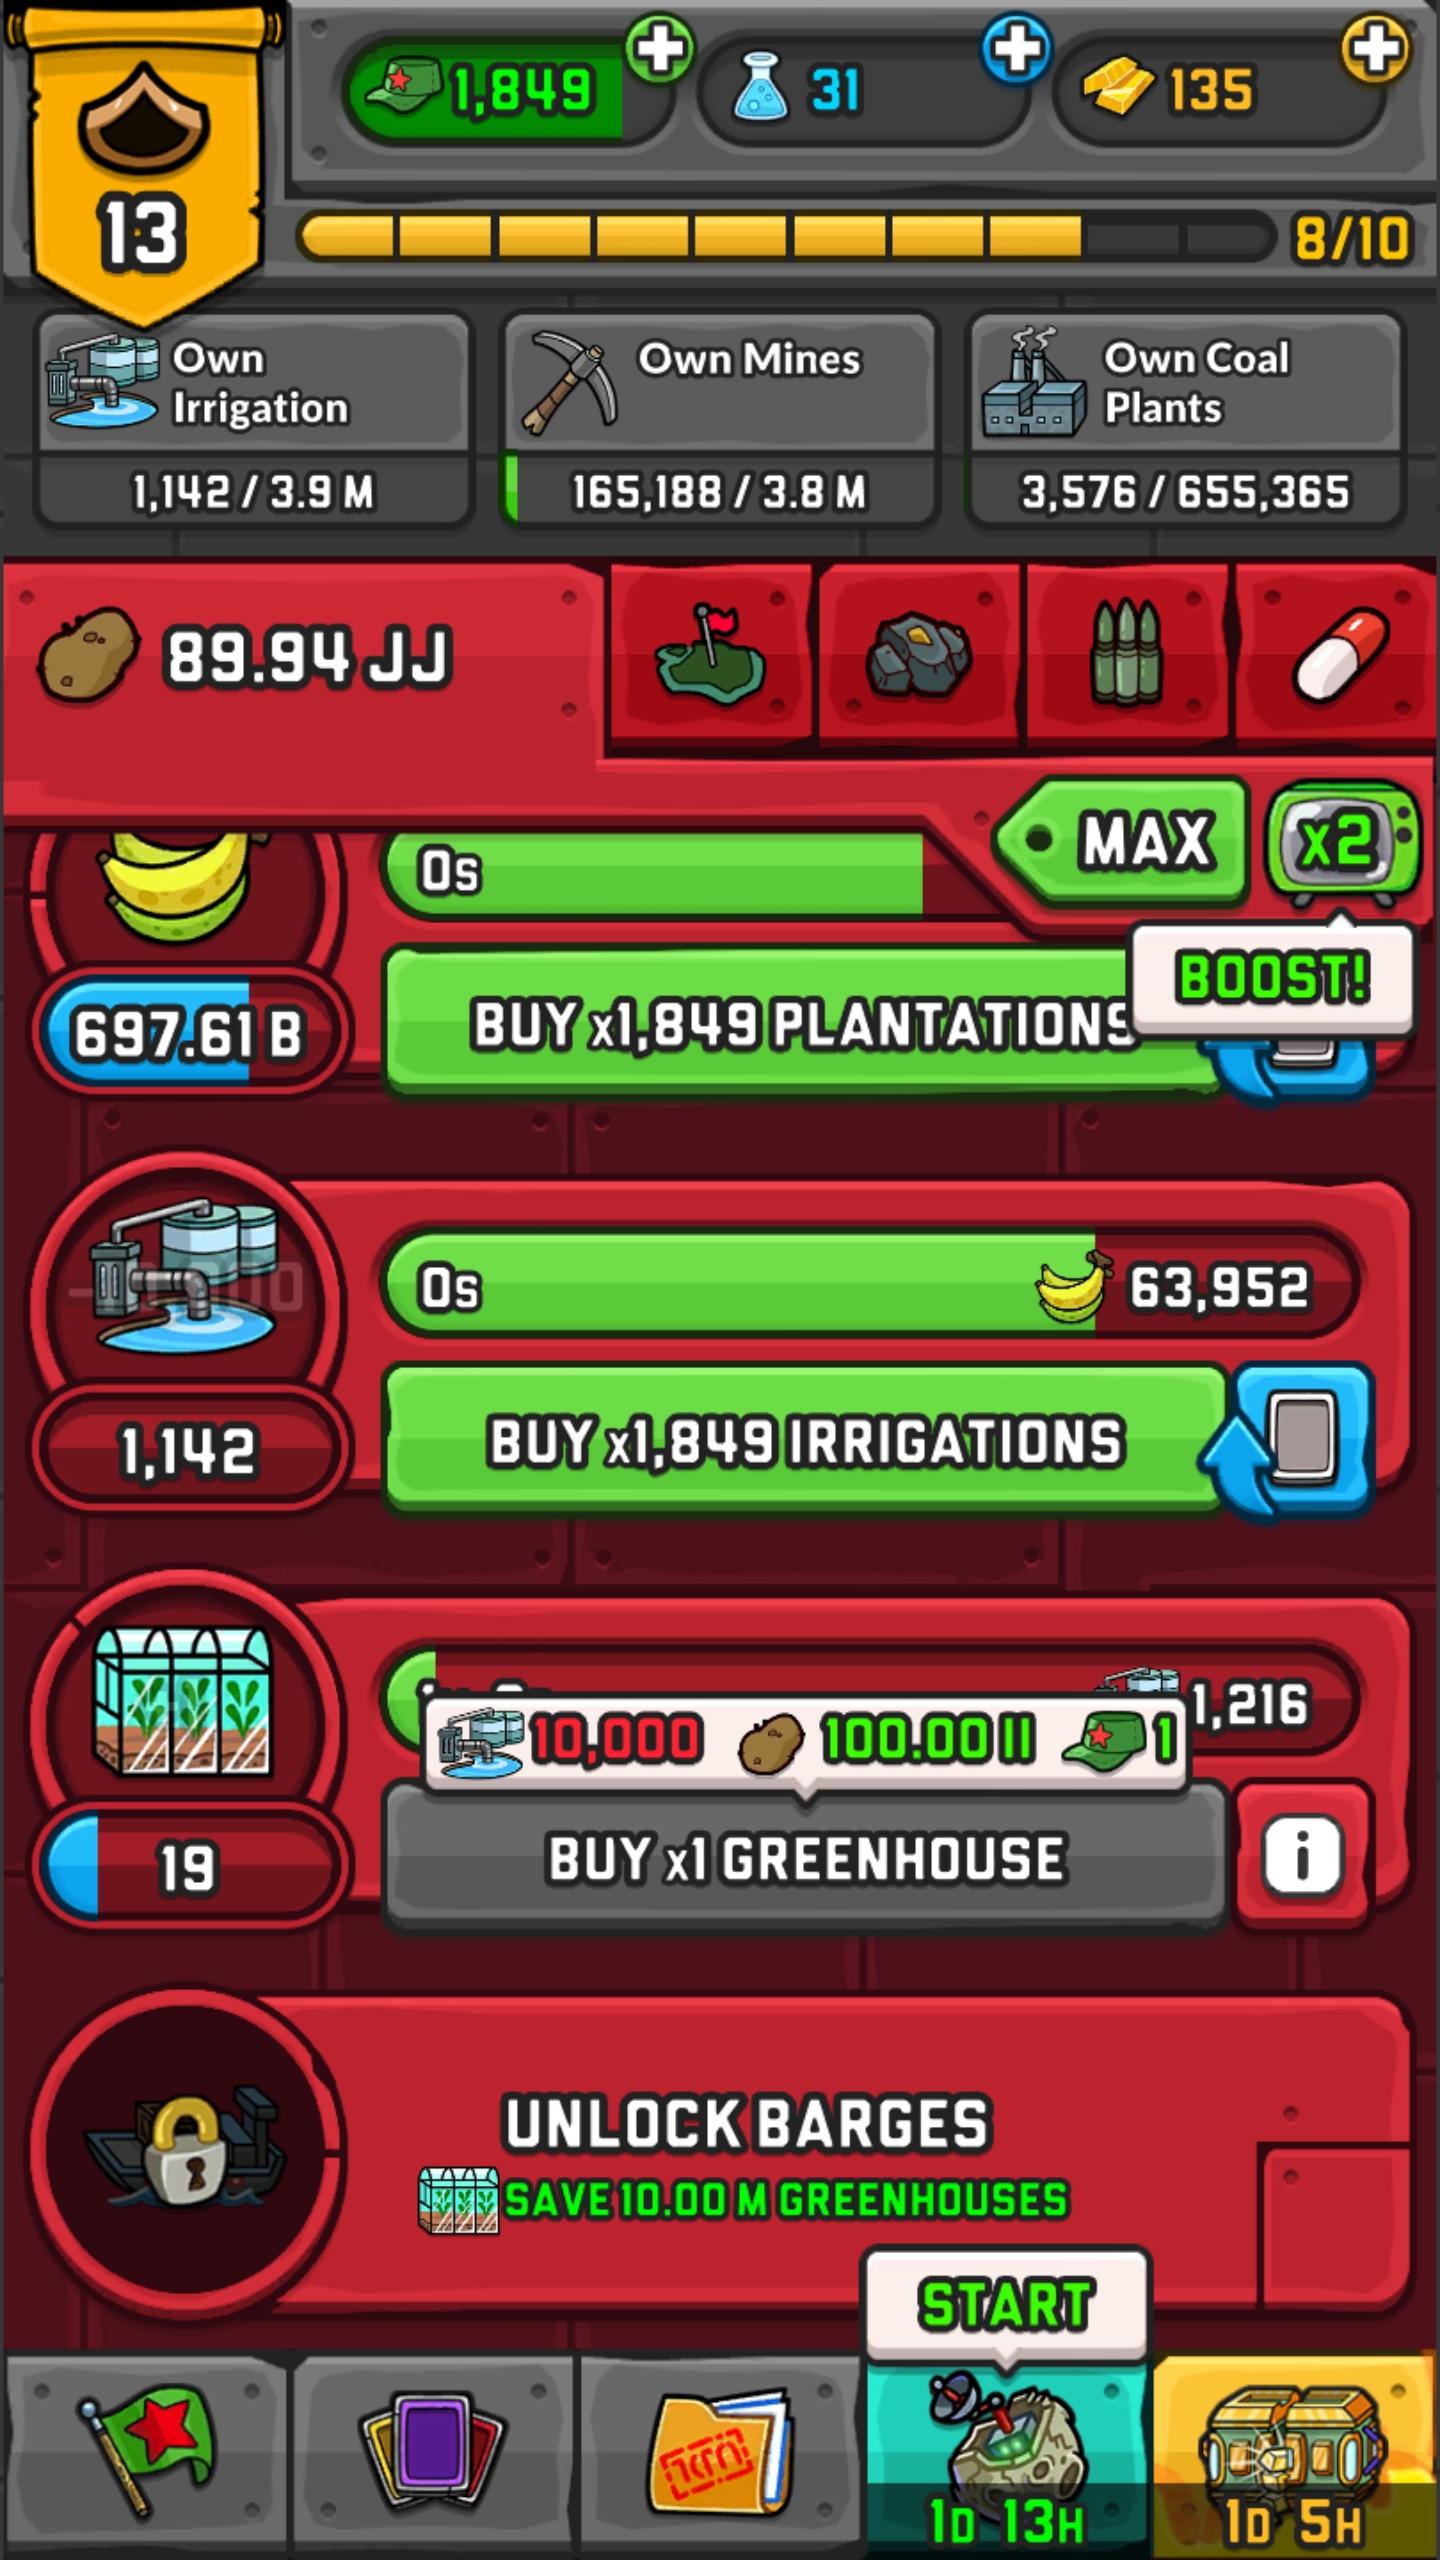 1,849
31
135
13
8/10
Own
Irrigation
1,142 / 3.9 M
Own Mines
165,188 / 3.8 M
Own Coal
Plants
3,576 / 655,365
89.94 JJ
MAX
x2
0s
BOOST!
697.61 B
BUY x1,849 PLANTATIONS
0s
63,952
1,142
BUY x1,849 IRRIGATIONS
1,216
10,000
100.00 II
1
19
BUY x1 GREENHOUSE
i
UNLOCK BARGES
SAVE 10.00 M GREENHOUSES
START
1D 13H
1D 5H